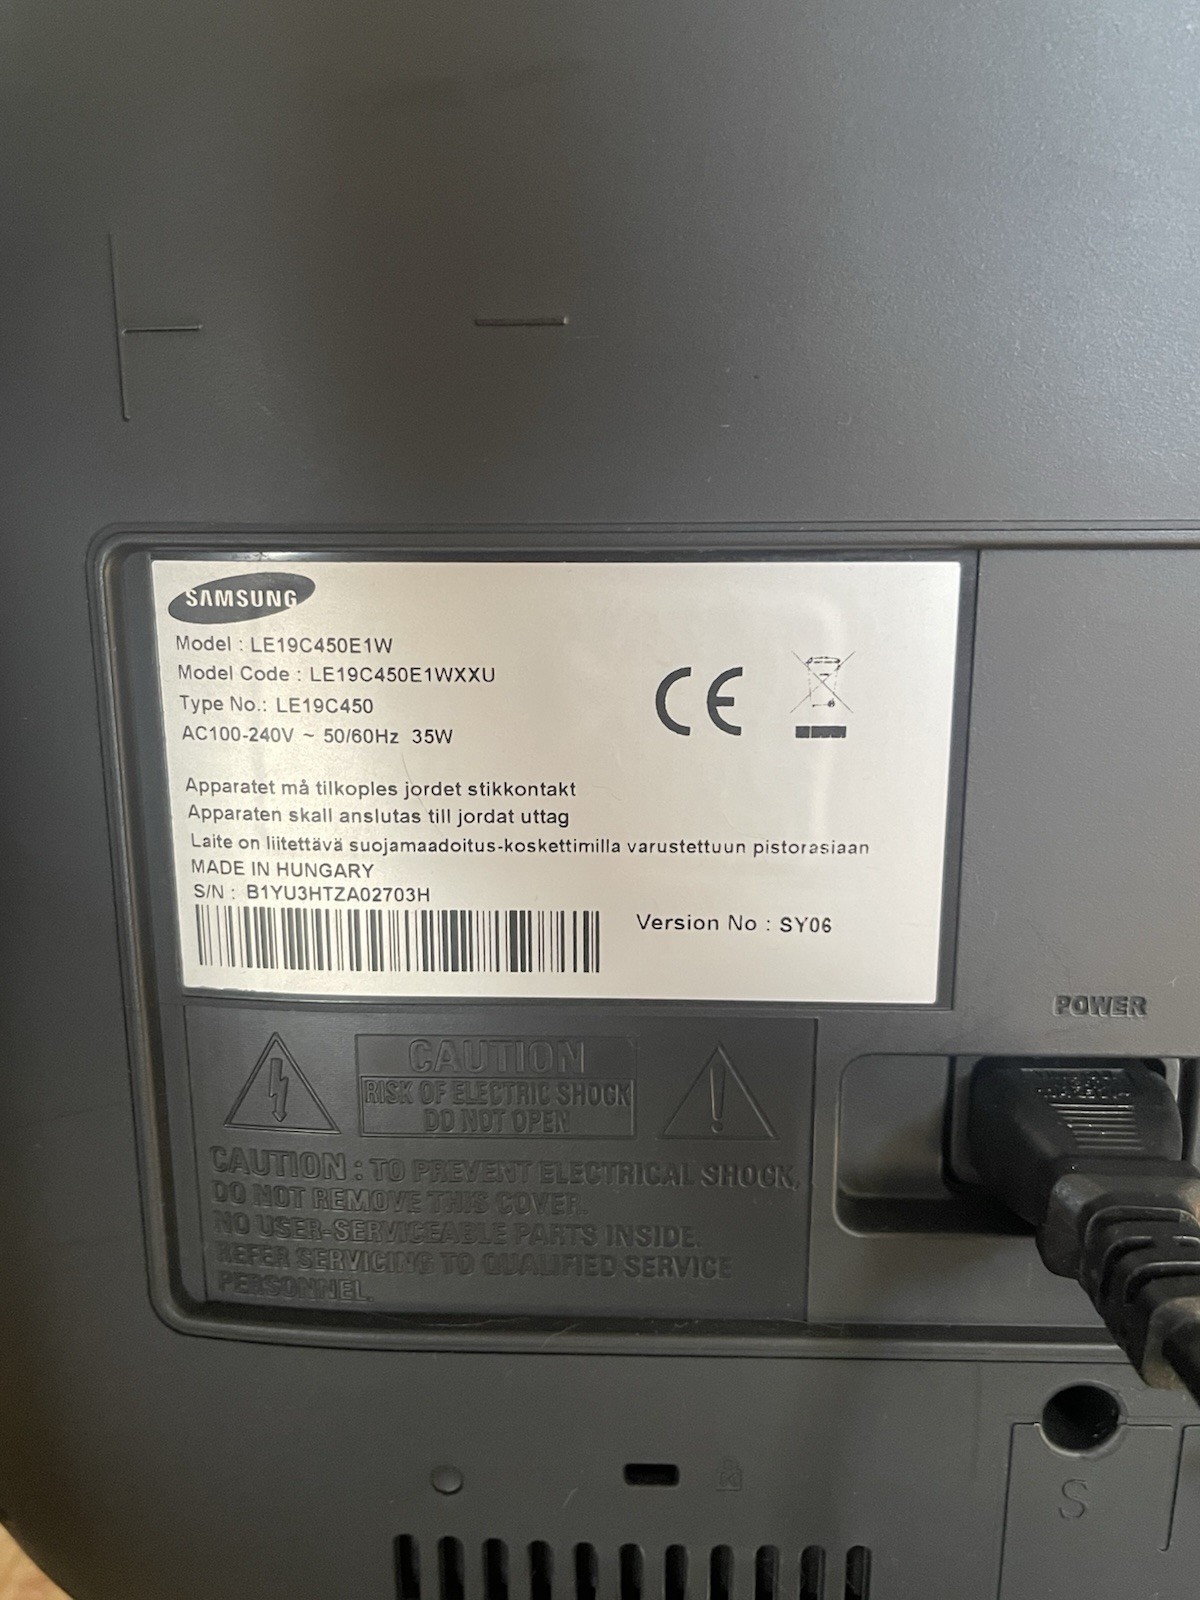 SAMSUNG
Model : LE19C450E1W
Model Code : LE19C450E1WXXU
Type No.: LE19C450
AC100-240V ~ 50/60Hz 35W
CE
Apparatet må tilkoples jordet stikkontakt
Apparaten skall anslutas till jordat uttag
Laite on liitettävä suojamaadoitus-koskettimilla varustettuun pistorasiaan
MADE IN HUNGARY
S/N : B1YU3HTZA02703H
Version No : SY06
POWER
CAUTION
RISK OF ELECTRIC SHOCK
DO NOT OPEN
CAUTION : TO PREVENT ELECTRICAL SHOCK,
DO NOT REMOVE THIS COVER.
NO USER-SERVICEABLE PARTS INSIDE.
REFER SERVICING TO QUALIFIED SERVICE
PERSONNEL.
S